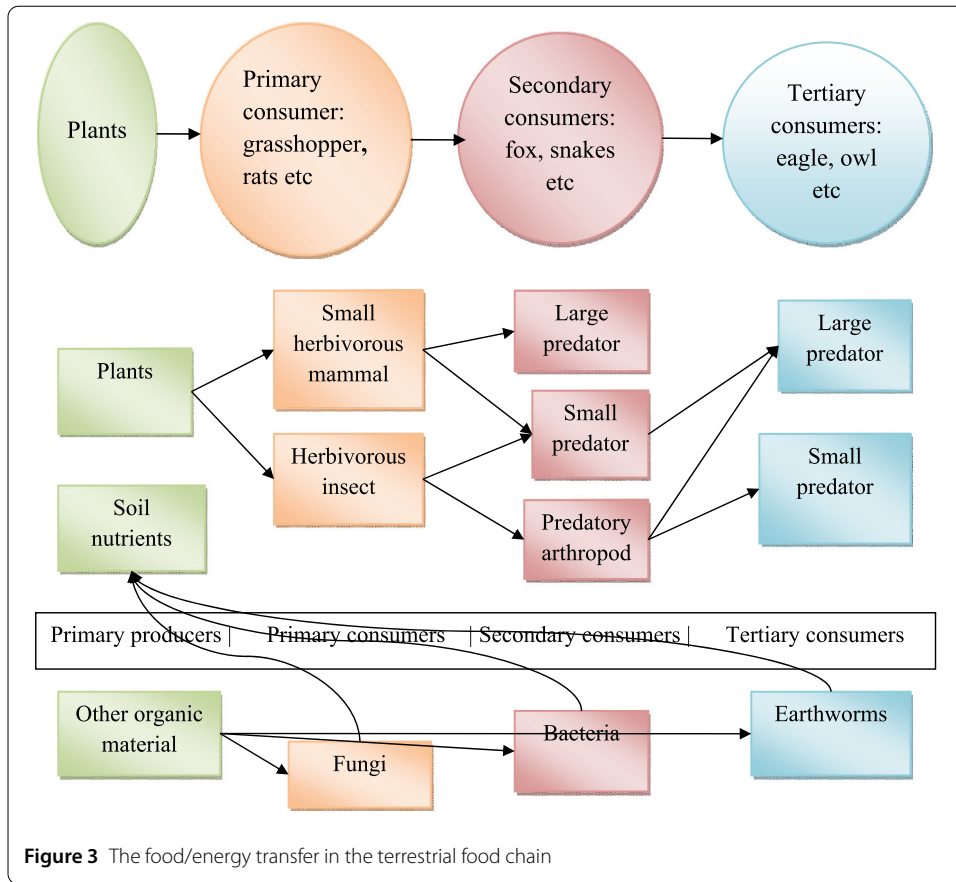 Plants
Primary
consumer:
grasshopper,
rats etc
Secondary
consumers:
fox, snakes
etc
Tertiary
consumers:
eagle, owl
etc
Plants
Small
herbivorous
mammal
Large
predator
Large
predator
Herbivorous
insect
Small
predator
Small
predator
Soil
nutrients
Predatory
arthropod
Primary producers | Primary consumers | Secondary consumers | Tertiary consumers
Other organic
material
Fungi
Bacteria
Earthworms
Figure 3 The food/energy transfer in the terrestrial food chain